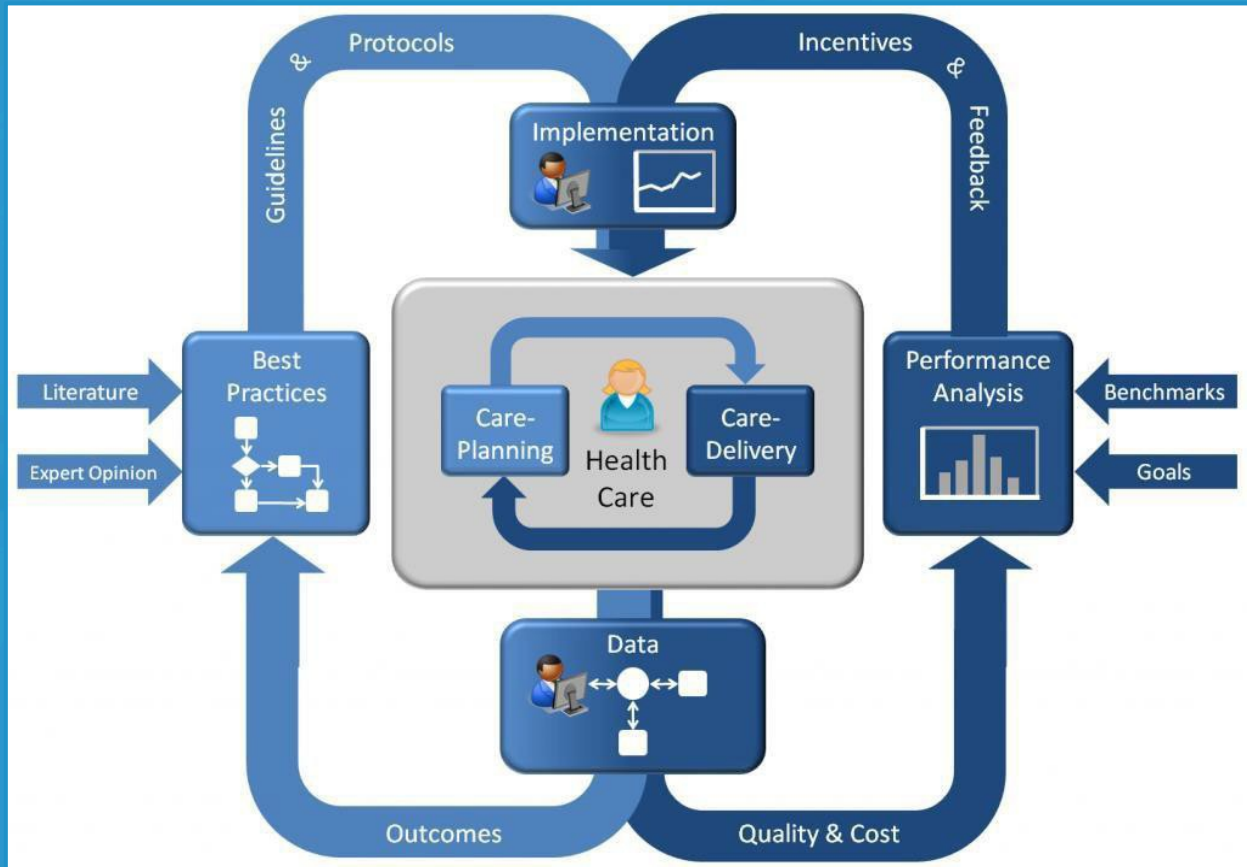 Protocols
&
Guidelines
Incentives
&
Feedback
Implementation
Best
Practices
Literature
Expert Opinion
Care-
Planning
Health
Care
Care-
Delivery
Performance
Analysis
Benchmarks
Goals
Data
Outcomes
Quality & Cost